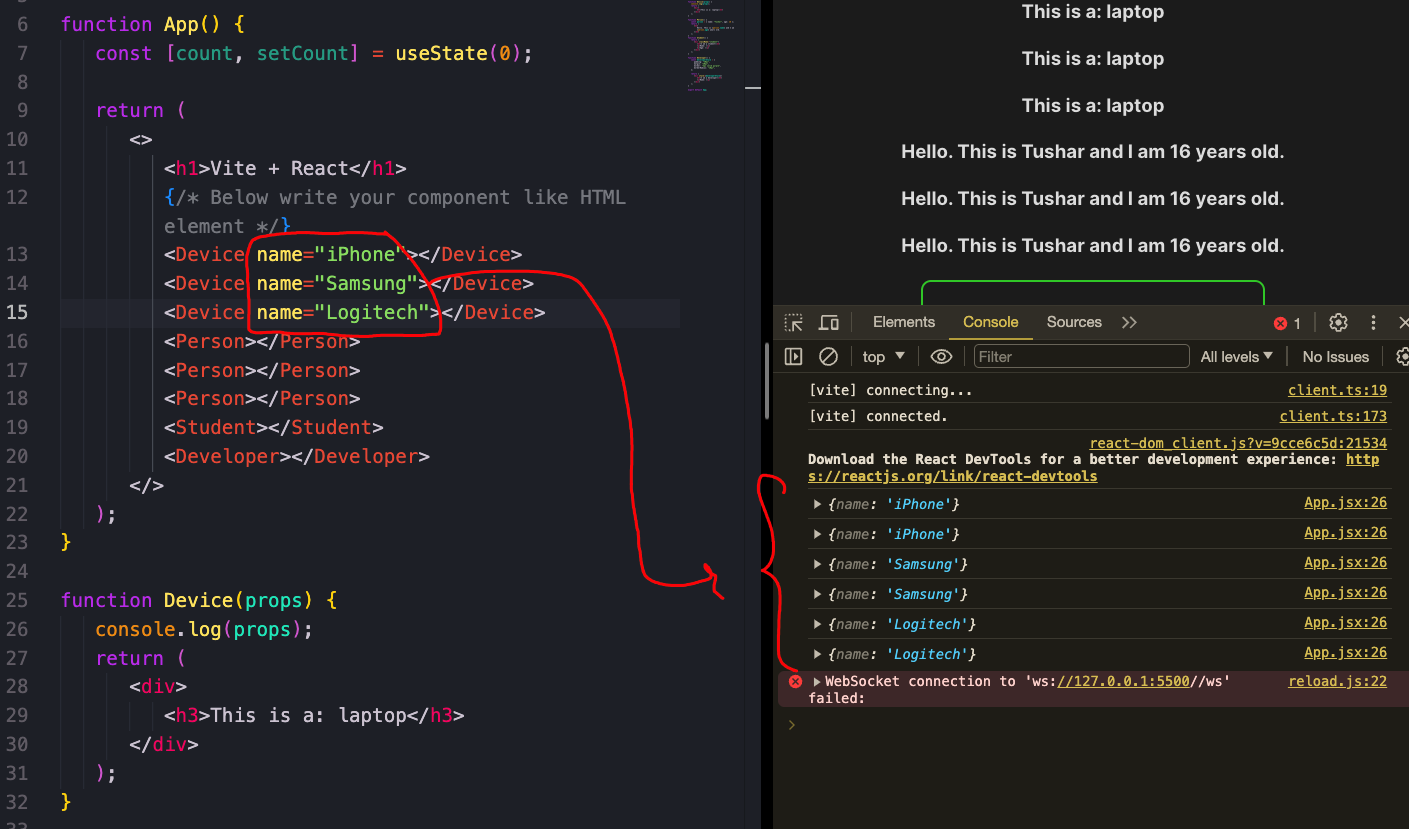 6 function App() {
7 const [count, setCount] = useState(0);
8
9 return (
10 <>
11 <h1>Vite + React</h1>
12 {/* Below write your component like HTML
element */}
13 <Device name="iPhone"></Device>
14 <Device name="Samsung"></Device>
15 <Device name="Logitech"></Device>
16 <Person></Person>
17 <Person></Person>
18 <Person></Person>
19 <Student></Student>
20 <Developer></Developer>
21 </>
22 );
23 }
24
25 function Device(props) {
26 console.log(props);
27 return (
28 <div>
29 <h3>This is a: laptop</h3>
30 </div>
31 );
32 }
This is a: laptop
This is a: laptop
This is a: laptop
Hello. This is Tushar and I am 16 years old.
Hello. This is Tushar and I am 16 years old.
Hello. This is Tushar and I am 16 years old.
Elements Console Sources 1
top Filter All levels No Issues
[vite] connecting... client.ts:19
[vite] connected. client.ts:173
react-dom_client.js?v=9cce6c5d:21534
Download the React DevTools for a better development experience: http
s://reactjs.org/link/react-devtools
{name: 'iPhone'} App.jsx:26
{name: 'iPhone'} App.jsx:26
{name: 'Samsung'} App.jsx:26
{name: 'Samsung'} App.jsx:26
{name: 'Logitech'} App.jsx:26
{name: 'Logitech'} App.jsx:26
WebSocket connection to 'ws://127.0.0.1:5500//ws' reload.js:22
failed: